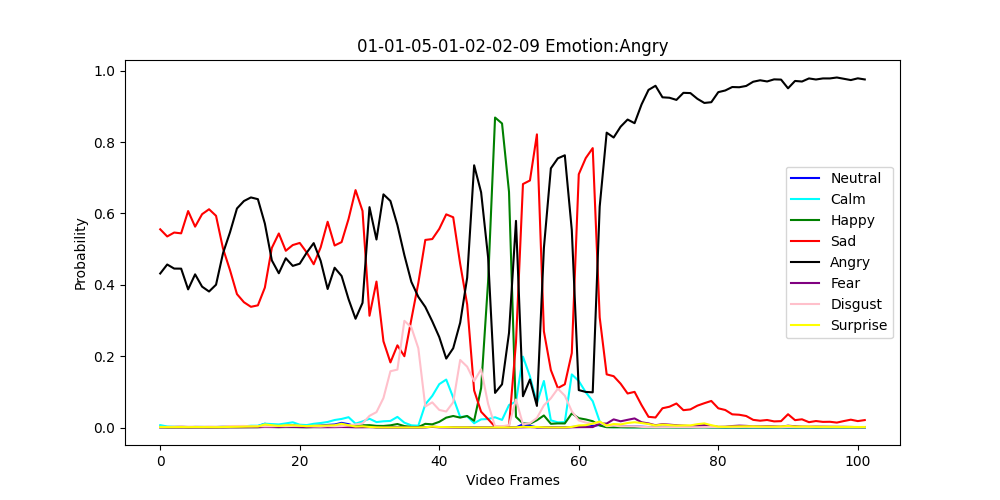 01-01-05-01-02-02-09 Emotion:Angry
Probability
1.0
0.8
0.6
0.4
0.2
0.0
0
20
40
60
80
100
Video Frames
Neutral
Calm
Happy
Sad
Angry
Fear
Disgust
Surprise